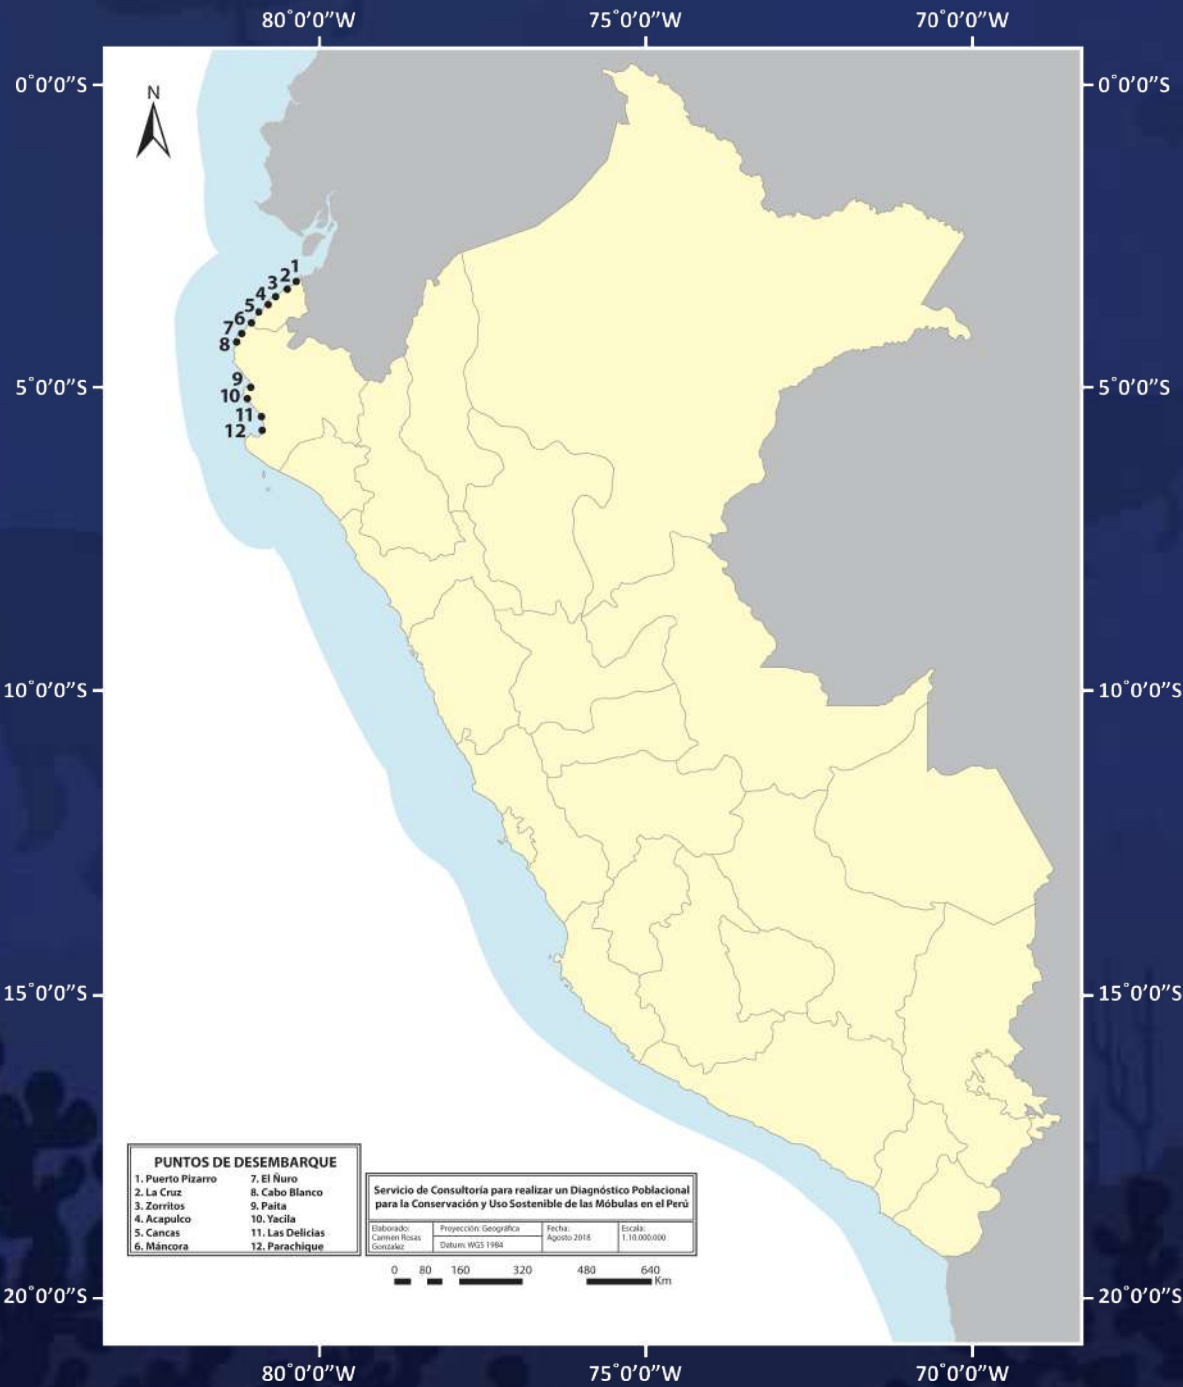 80°0'0"W 75°0'0"W 70°0'0"W
0°0'0"S 0°0'0"S
N
1
2
3
4
5
6
7
8
5°0'0"S 5°0'0"S
9
10
11
12
10°0'0"S 10°0'0"S
15°0'0"S 15°0'0"S
PUNTOS DE DESEMBARQUE
1. Puerto Pizarro 7. El Ñuro
2. La Cruz 8. Cabo Blanco
3. Zorritos 9. Paita
4. Acapulco 10. Yacila
5. Cancas 11. Las Delicias
6. Máncora 12. Parachique
Servicio de Consultoría para realizar un Diagnóstico Poblacional
para la Conservación y Uso Sostenible de las Móbulas en el Perú
Elaborado: Carmen Rosas Gonzalez
Proyección: Geográfica
Datum: WGS 1984
Fecha: Agosto 2018
Escala: 1.10.000.000
0 80 160 320 480 640
Km
20°0'0"S 20°0'0"S
80°0'0"W 75°0'0"W 70°0'0"W